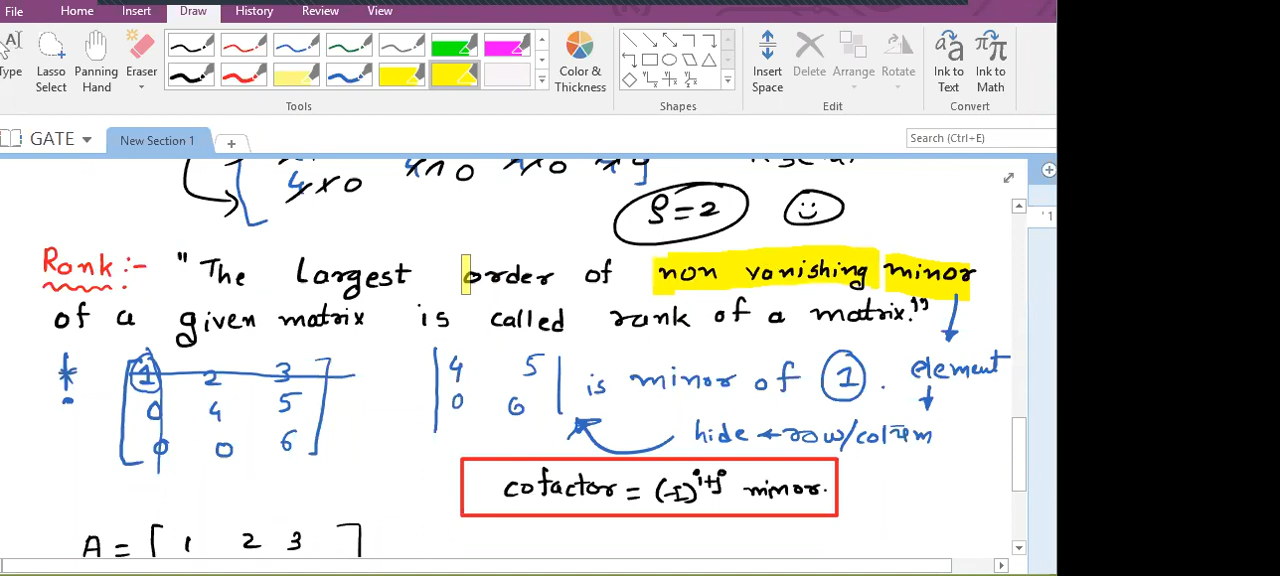 File Home Insert Draw History Review View
Type Lasso Select Panning Hand Eraser Color & Thickness Insert Space Delete Arrange Rotate Ink to Text Ink to Math
Tools Shapes Edit Convert
GATE New Section 1 + Search (Ctrl+E)
4x0
ρ=2
Rank:- "The Largest order of non vanishing minor
of a given matrix is called rank of a matrix."
1 2 3 | 4 5 | is minor of 1. element
0 4 5 | 0 6 |
0 0 6 hide ← row/colum
cofactor = (-1)^i+j minor.
A = [ 1 2 3 ]